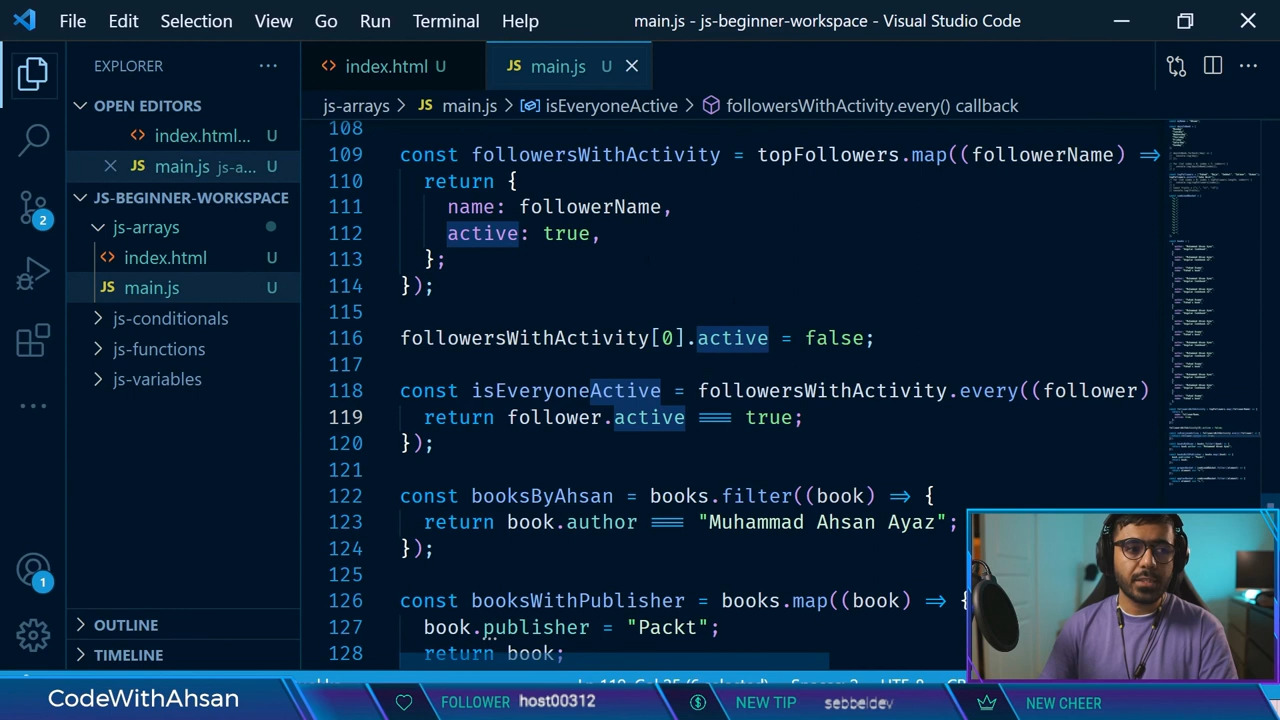 File Edit Selection View Go Run Terminal Help
main.js - js-beginner-workspace - Visual Studio Code
EXPLORER
OPEN EDITORS
index.html... U
main.js js-a... U
JS-BEGINNER-WORKSPACE
js-arrays
index.html U
JS main.js U
js-conditionals
js-functions
js-variables
OUTLINE
TIMELINE
2
1
index.html U
JS main.js U
js-arrays > JS main.js > isEveryoneActive > followersWithActivity.every() callback
108
109 const followersWithActivity = topFollowers.map((followerName) =>
110 return {
111 name: followerName,
112 active: true,
113 };
114 });
115
116 followersWithActivity[0].active = false;
117
118 const isEveryoneActive = followersWithActivity.every((follower)
119 return follower.active === true;
120 });
121
122 const booksByAhsan = books.filter((book) => {
123 return book.author === "Muhammad Ahsan Ayaz";
124 });
125
126 const booksWithPublisher = books.map((book) => {
127 book.publisher = "Packt";
128 return book;
CodeWithAhsan
FOLLOWER host00312
NEW TIP sebbeldev
NEW CHEER